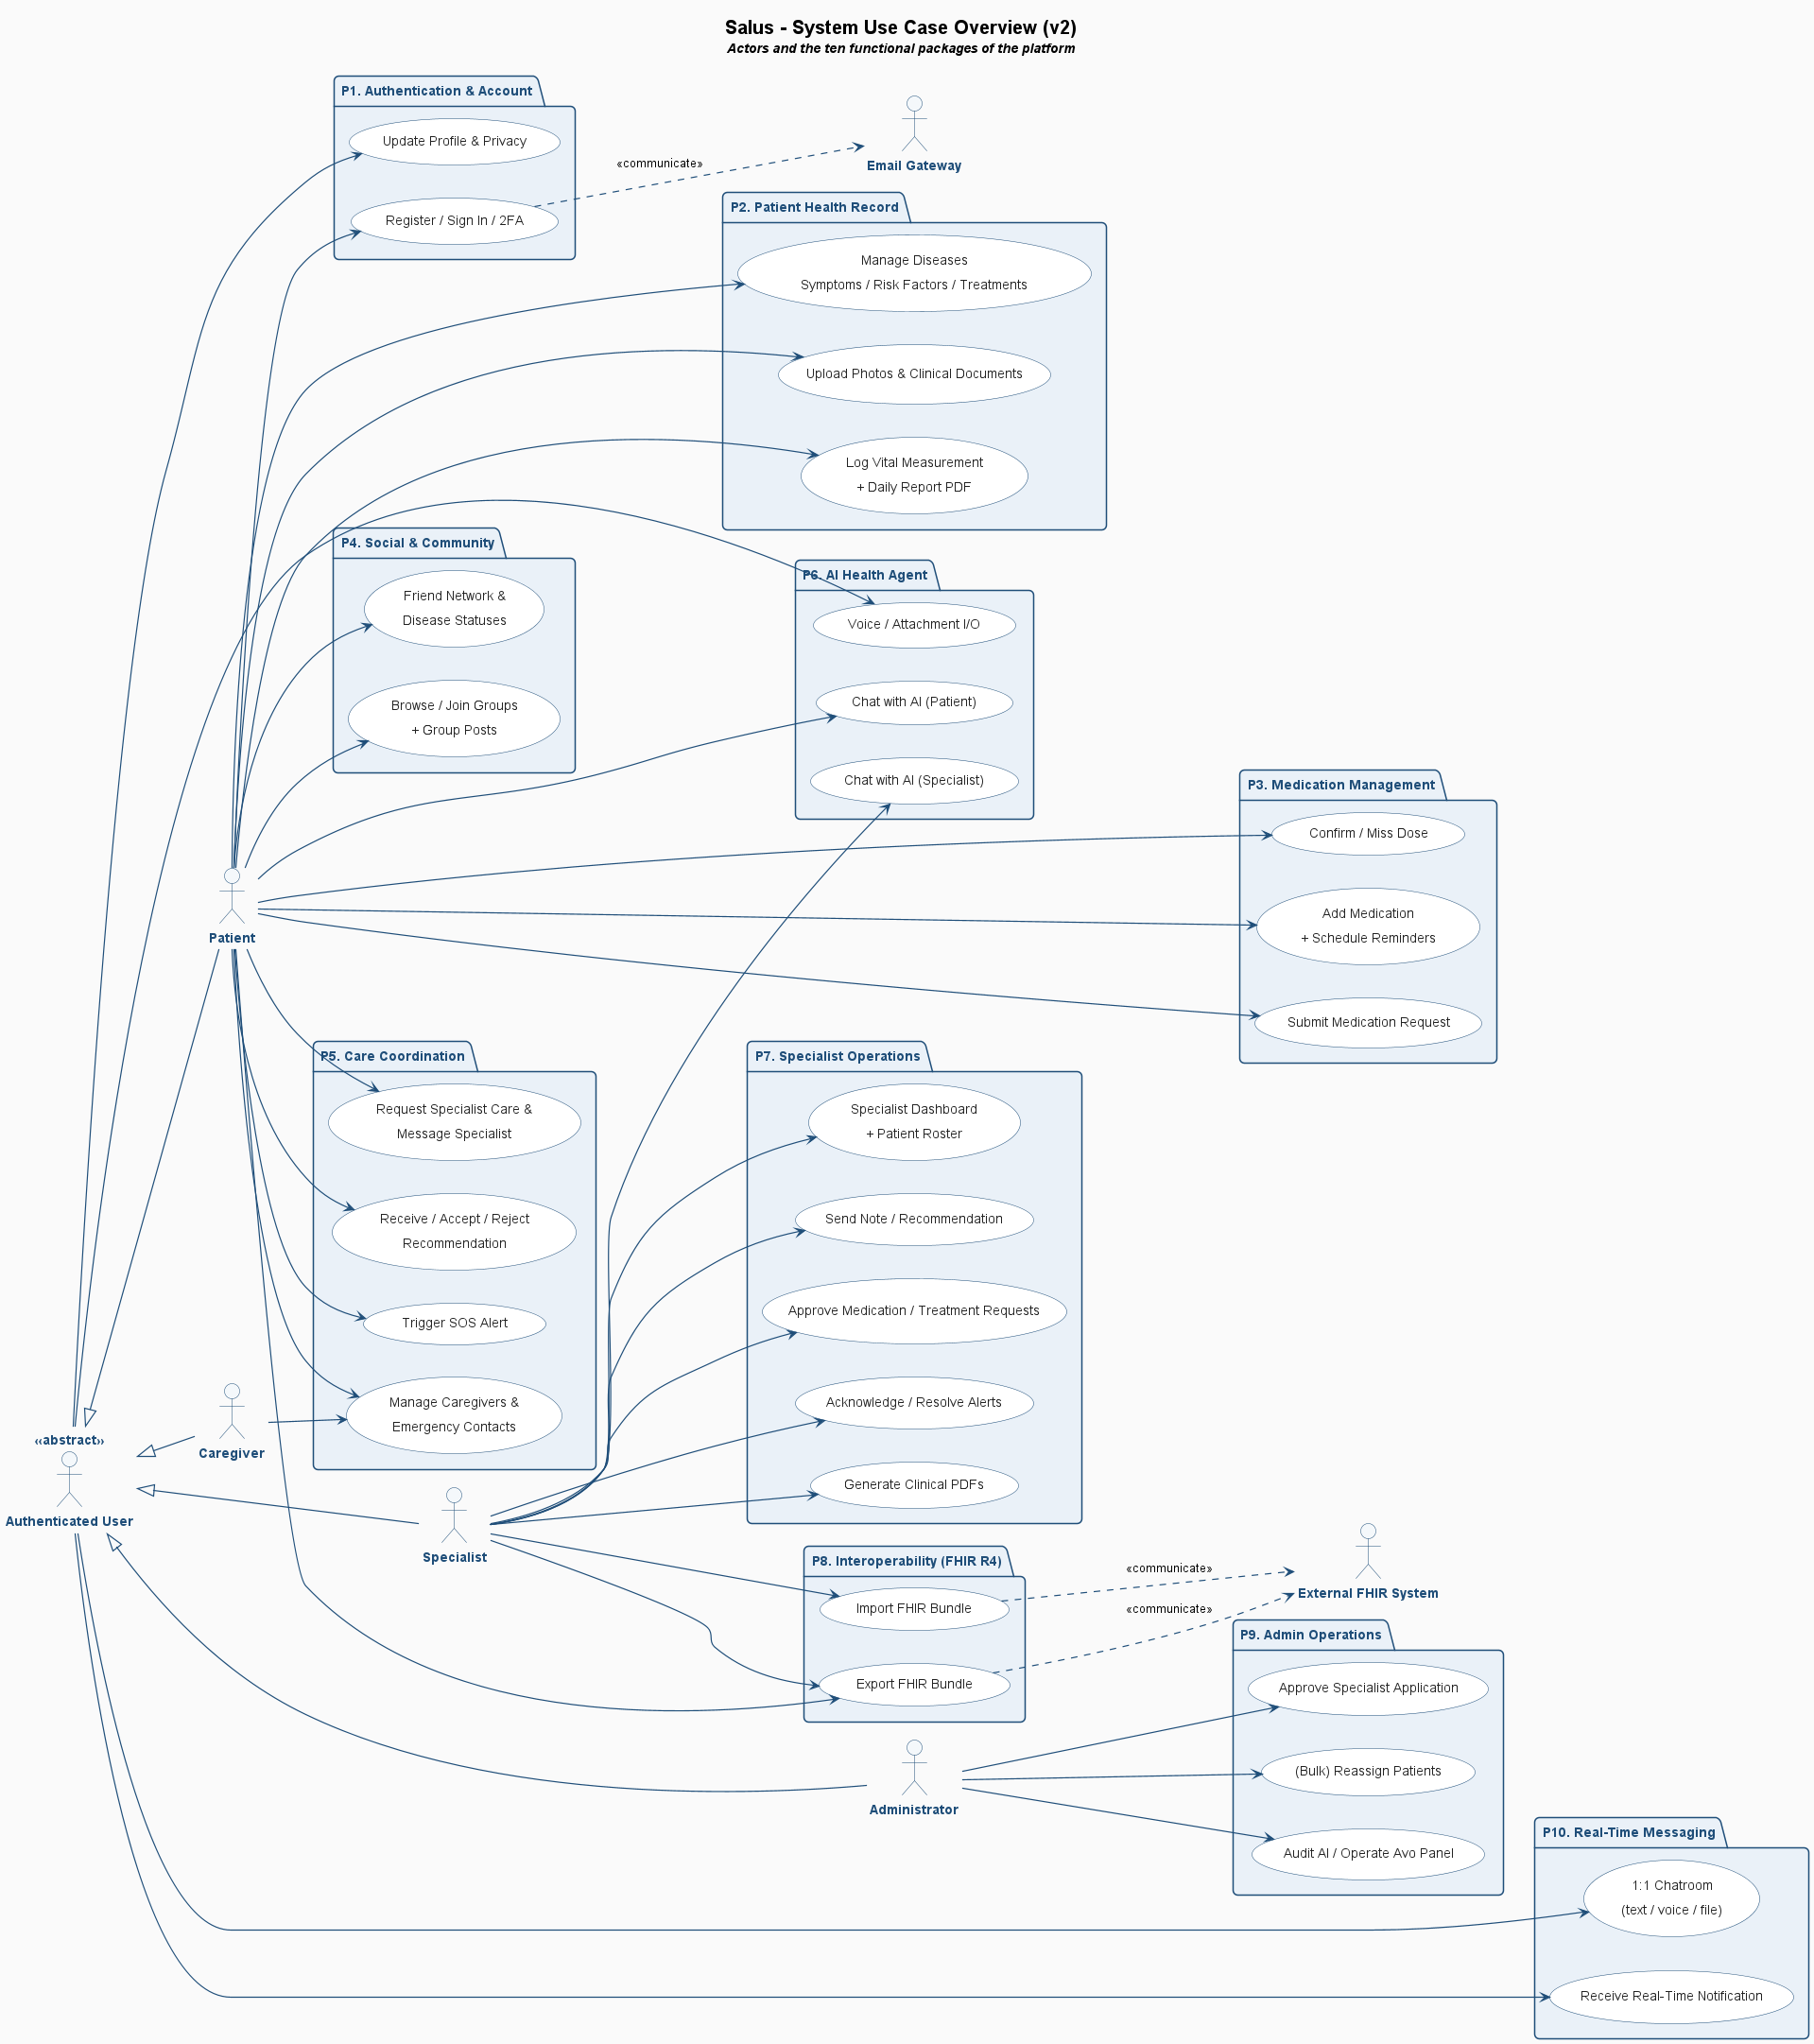 Salus - System Use Case Overview (v2)
Actors and the ten functional packages of the platform
P1. Authentication & Account
Update Profile & Privacy
Register / Sign In / 2FA
«communicate»
Email Gateway
P2. Patient Health Record
Manage Diseases
Symptoms / Risk Factors / Treatments
Upload Photos & Clinical Documents
Log Vital Measurement
+ Daily Report PDF
P4. Social & Community
Friend Network &
Disease Statuses
Browse / Join Groups
+ Group Posts
P6. AI Health Agent
Voice / Attachment I/O
Chat with AI (Patient)
Chat with AI (Specialist)
P3. Medication Management
Confirm / Miss Dose
Add Medication
+ Schedule Reminders
Submit Medication Request
Patient
P5. Care Coordination
Request Specialist Care &
Message Specialist
Receive / Accept / Reject
Recommendation
Trigger SOS Alert
Manage Caregivers &
Emergency Contacts
P7. Specialist Operations
Specialist Dashboard
+ Patient Roster
Send Note / Recommendation
Approve Medication / Treatment Requests
Acknowledge / Resolve Alerts
Generate Clinical PDFs
«abstract»
Authenticated User
Caregiver
Specialist
P8. Interoperability (FHIR R4)
Import FHIR Bundle
Export FHIR Bundle
«communicate»
«communicate»
External FHIR System
P9. Admin Operations
Approve Specialist Application
(Bulk) Reassign Patients
Audit AI / Operate Avo Panel
Administrator
P10. Real-Time Messaging
1:1 Chatroom
(text / voice / file)
Receive Real-Time Notification